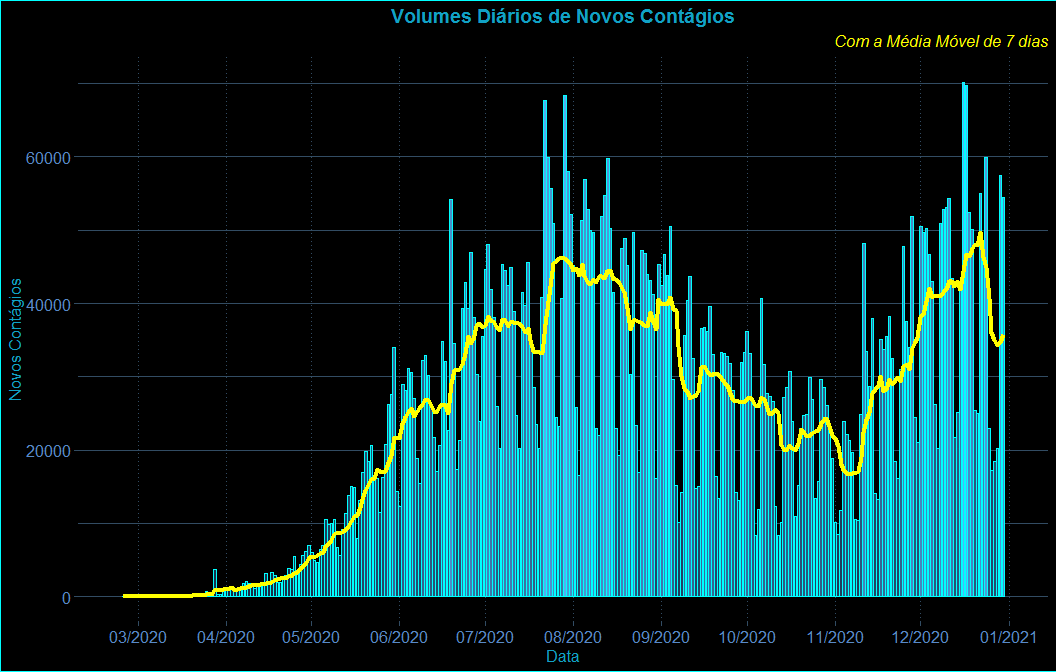 Volumes Diários de Novos Contágios
Com a Média Móvel de 7 dias
Novos Contágios
60000
40000
20000
0
03/2020 04/2020 05/2020 06/2020 07/2020 08/2020 09/2020 10/2020 11/2020 12/2020 01/2021
Data